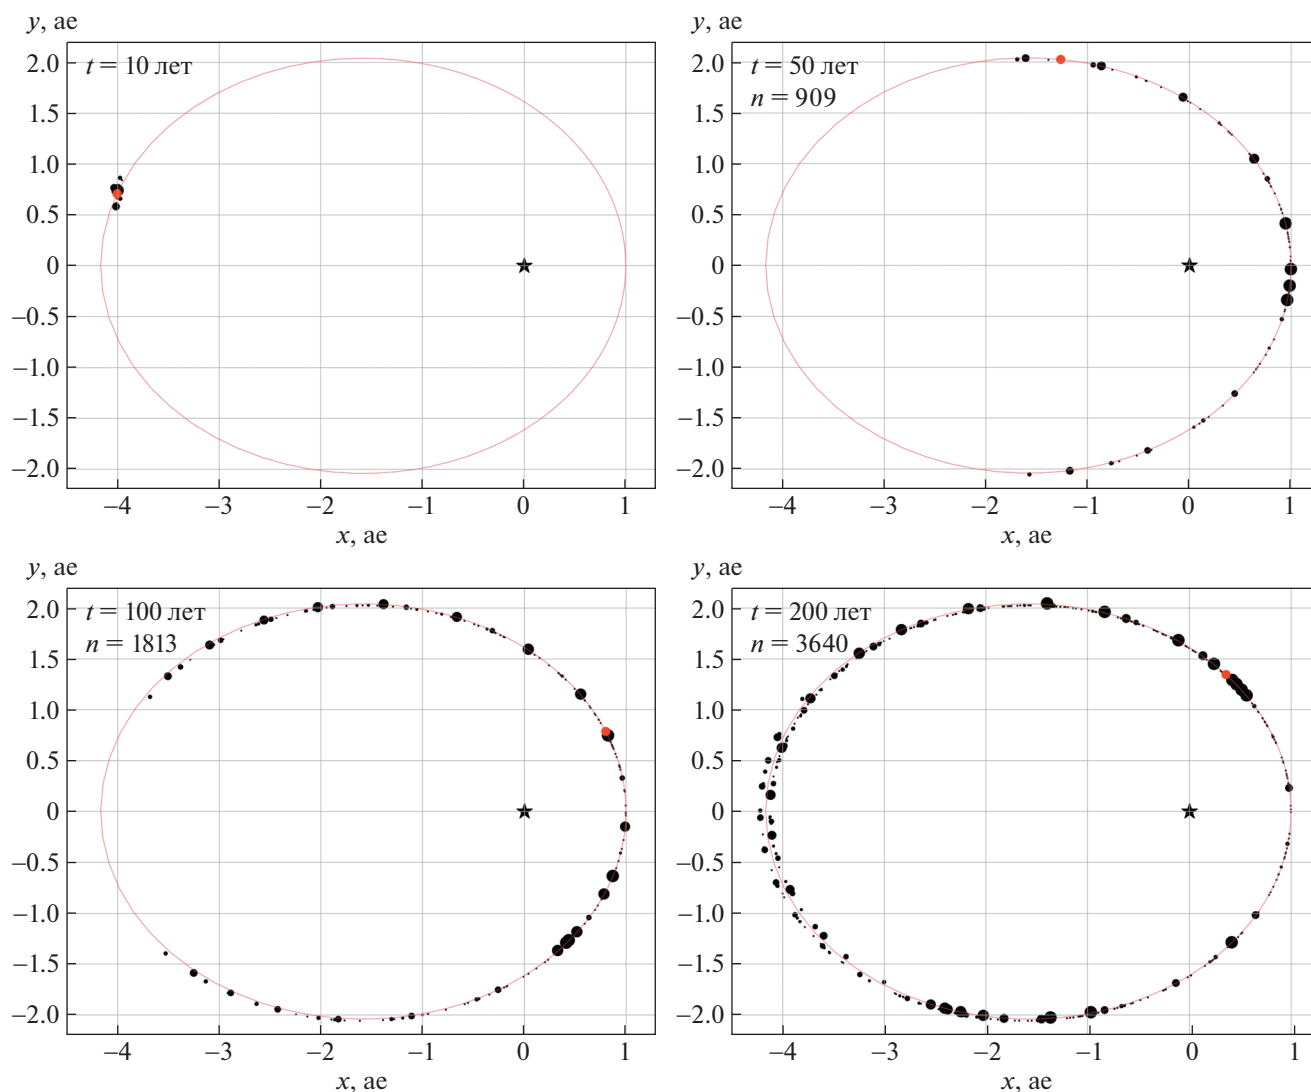 y, ае
2.0
1.5
1.0
0.5
0
–0.5
–1.0
–1.5
–2.0
t = 10 лет
–4 –3 –2 –1 0 1
x, ае
y, ае
2.0
1.5
1.0
0.5
0
–0.5
–1.0
–1.5
–2.0
t = 50 лет
n = 909
–4 –3 –2 –1 0 1
x, ае
y, ае
2.0
1.5
1.0
0.5
0
–0.5
–1.0
–1.5
–2.0
t = 100 лет
n = 1813
–4 –3 –2 –1 0 1
x, ае
y, ае
2.0
1.5
1.0
0.5
0
–0.5
–1.0
–1.5
–2.0
t = 200 лет
n = 3640
–4 –3 –2 –1 0 1
x, ае